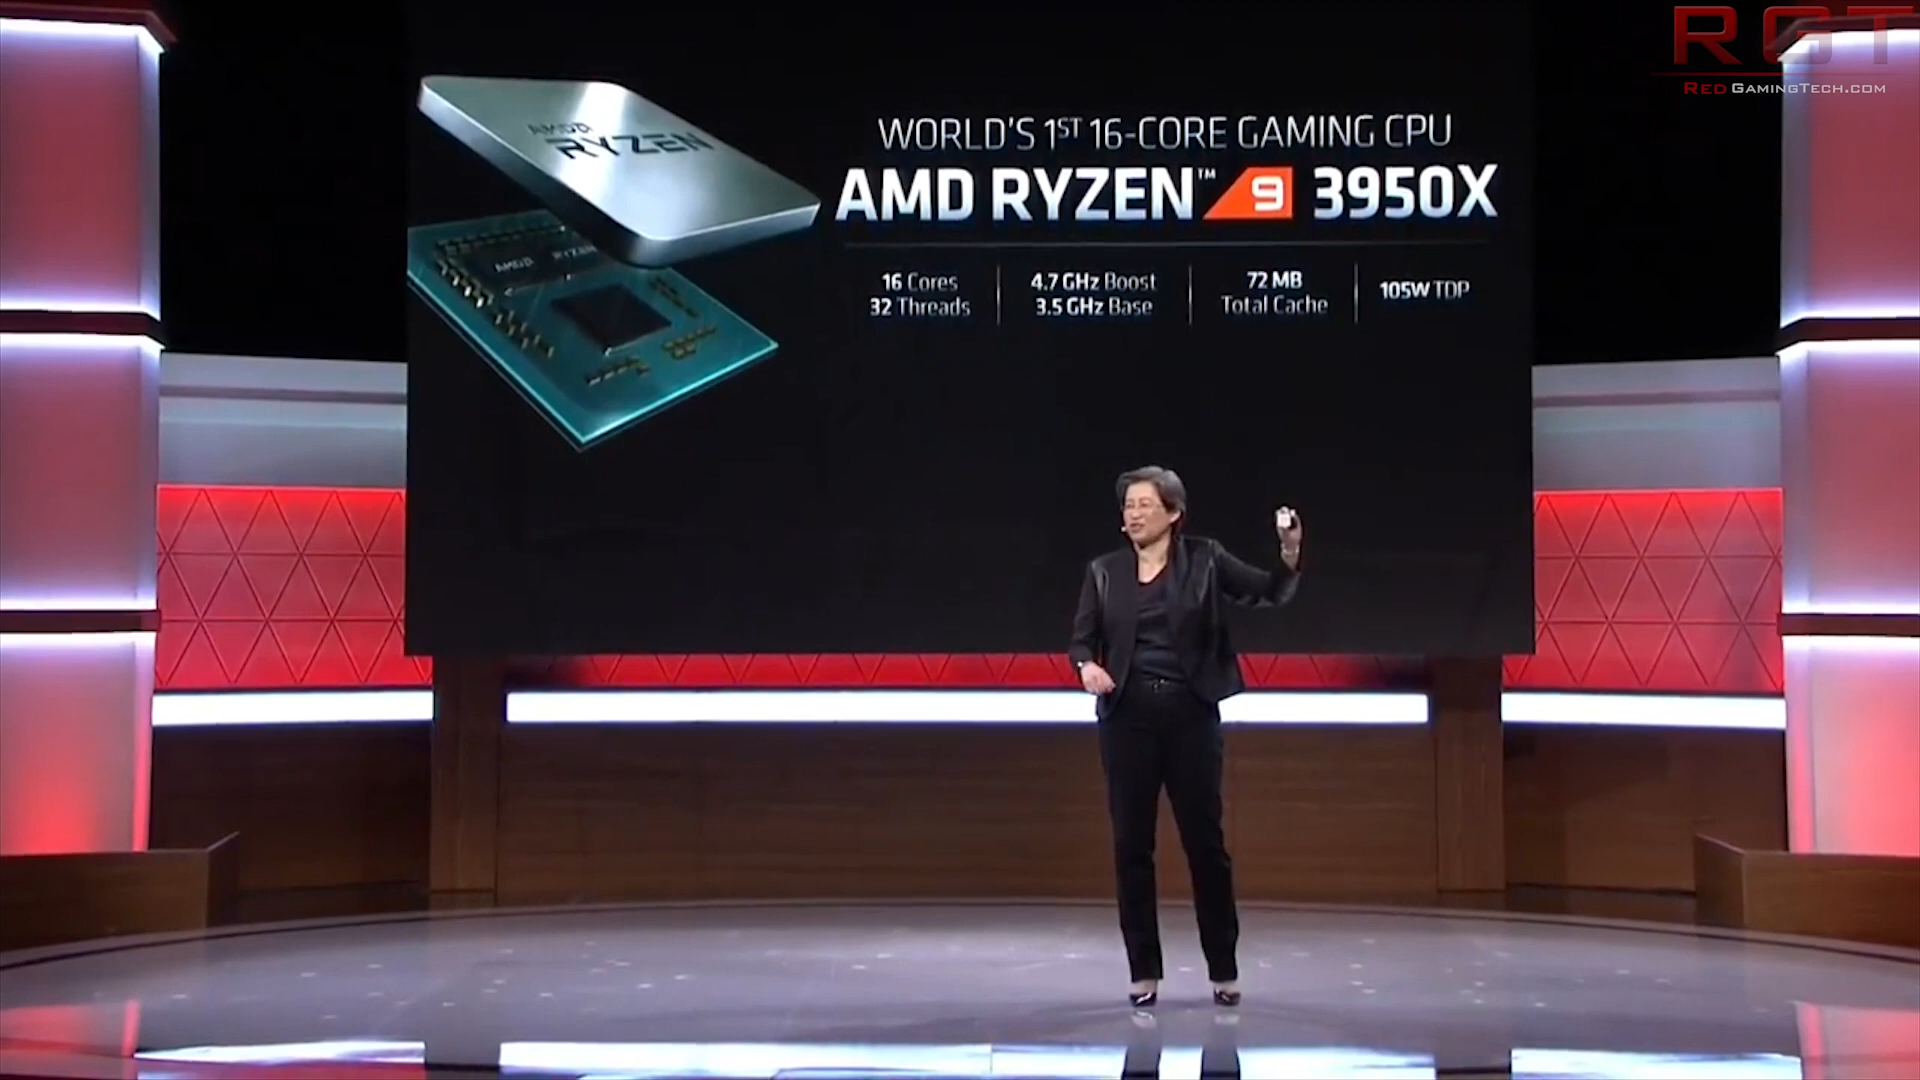 RGT
RED GAMINGTECH.COM
WORLD'S 1ST 16-CORE GAMING CPU
AMD RYZEN™ 9 3950X
16 Cores
32 Threads
4.7 GHz Boost
3.5 GHz Base
72 MB
Total Cache
105W TDP
AMD
RYZEN
AMD RYZEN